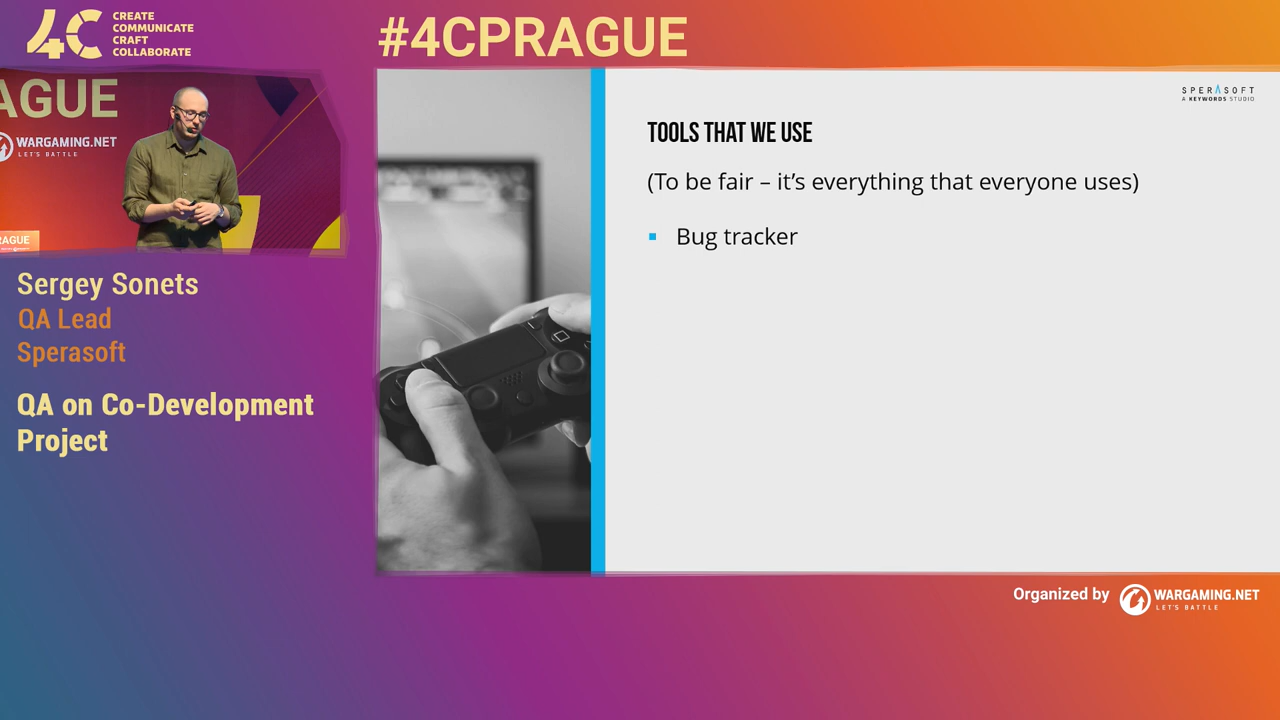 4C
CREATE
COMMUNICATE
CRAFT
COLLABORATE
#4CPRAGUE
AGUE
WARGAMING.NET
LET'S BATTLE
RAGUE
Sergey Sonets
QA Lead
Sperasoft
QA on Co-Development
Project
SPERASOFT
A KEYWORDS STUDIO
TOOLS THAT WE USE
(To be fair – it's everything that everyone uses)
▪ Bug tracker
Organized by
WARGAMING.NET
LET'S BATTLE